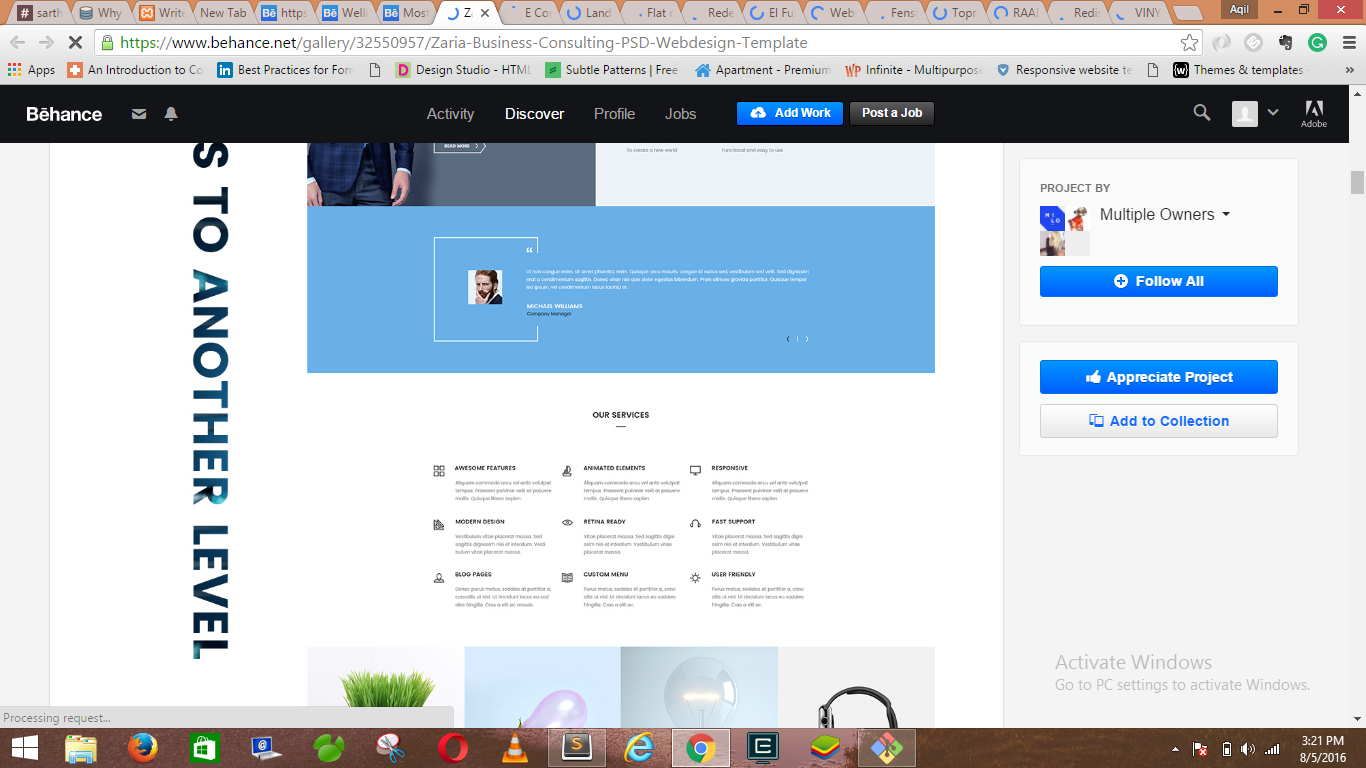 sarth
Why
Write
New Tab
https
Welli
Most
Z
E Co
Land
Flat
Rede
El Fu
Web
Fens
Topr
RAAD
Redis
VINY
Aqil
https://www.behance.net/gallery/32550957/Zaria-Business-Consulting-PSD-Webdesign-Template
Apps
An Introduction to Co
Best Practices for Forn
Design Studio - HTML
Subtle Patterns | Free
Apartment - Premium
Infinite - Multipurpose
Responsive website te
Themes & templates
Bēhance
Activity
Discover
Profile
Jobs
Add Work
Post a Job
Adobe
S TO ANOTHER LEVEL
READ MORE
To create a new world
Functional and easy to use
“
Ut non congue enim, sit amet pharetra enim. Quisque arcu mauris, congue id varius sed, vestibulum sed velit. Sed dignissim
erat a condimentum sagittis. Donec vitae nisi quis dolor egestas bibendum. Proin ultrices gravida porttitor. Quisque tempor
leo ipsum, vel condimentum lacus lacinia et.
MICHAEL WILLIAMS
Company Manager
OUR SERVICES
AWESOME FEATURES
Aliquam commodo arcu vel ante volutpat
tempus. Praesent pulvinar velit at posuere
mollis. Quisque libero sapien.
ANIMATED ELEMENTS
Aliquam commodo arcu vel ante volutpat
tempus. Praesent pulvinar velit at posuere
mollis. Quisque libero sapien.
RESPONSIVE
Aliquam commodo arcu vel ante volutpat
tempus. Praesent pulvinar velit at posuere
mollis. Quisque libero sapien.
MODERN DESIGN
Vestibulum vitae placerat massa. Sed
sagittis dignissim nisi et interdum. Vesti
bulum vitae placerat massa.
RETINA READY
Vitae placerat massa. Sed sagittis digni
ssim nisi et interdum. Vestibulum vitae
placerat massa.
FAST SUPPORT
Vitae placerat massa. Sed sagittis digni
ssim nisi et interdum. Vestibulum vitae
placerat massa.
BLOG PAGES
Donec purus metus, sodales at porttitor a,
convallis ut nisl. Ut tincidunt lacus eu sod
ales fringilla. Cras a elit ac mauris.
CUSTOM MENU
Purus metus, sodales at porttitor a, conv
allis ut nisl. Ut tincidunt lacus eu sodales
fringilla. Cras a elit ac.
USER FRIENDLY
Purus metus, sodales at porttitor a, conv
allis ut nisl. Ut tincidunt lacus eu sodales
fringilla. Cras a elit ac.
PROJECT BY
MILO
Multiple Owners
Follow All
Appreciate Project
Add to Collection
Activate Windows
Go to PC settings to activate Windows.
Processing request...
3:21 PM
8/5/2016